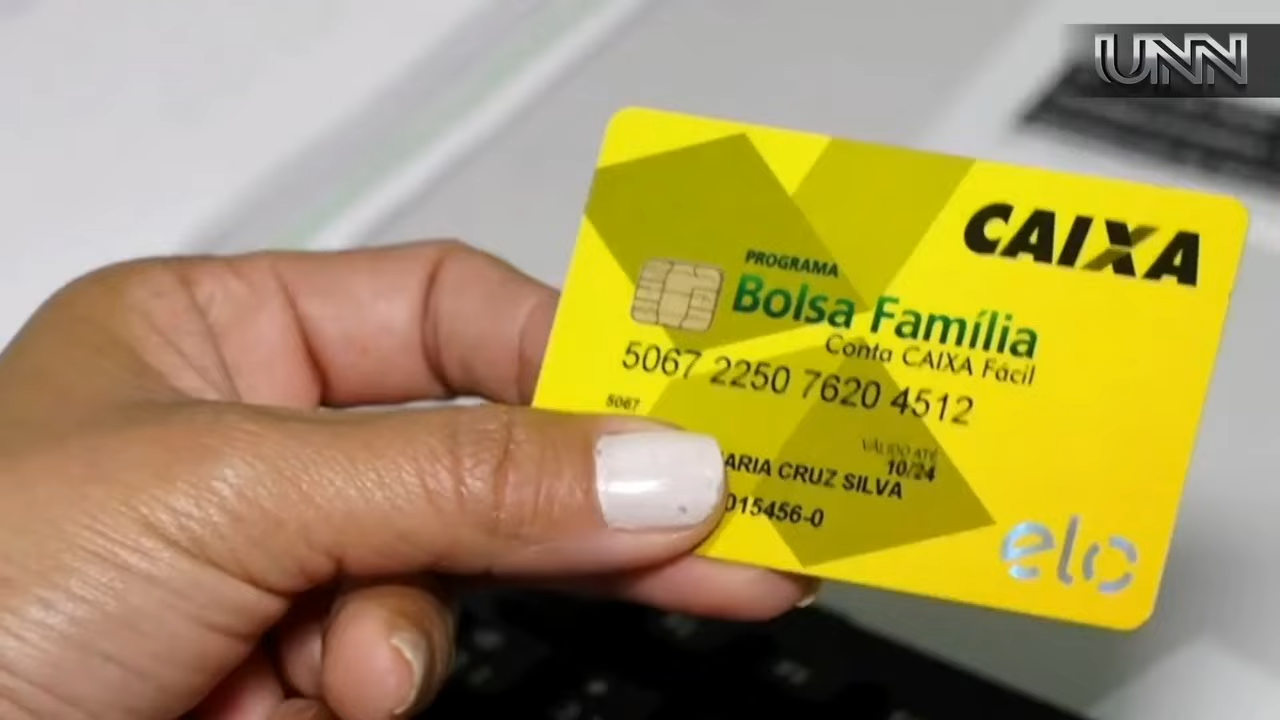 UNN
CAIXA
PROGRAMA
Bolsa Família
Conta CAIXA Fácil
5067 2250 7620 4512
5067
VÁLIDO ATÉ
10/24
ARIA CRUZ SILVA
015456-0
elo